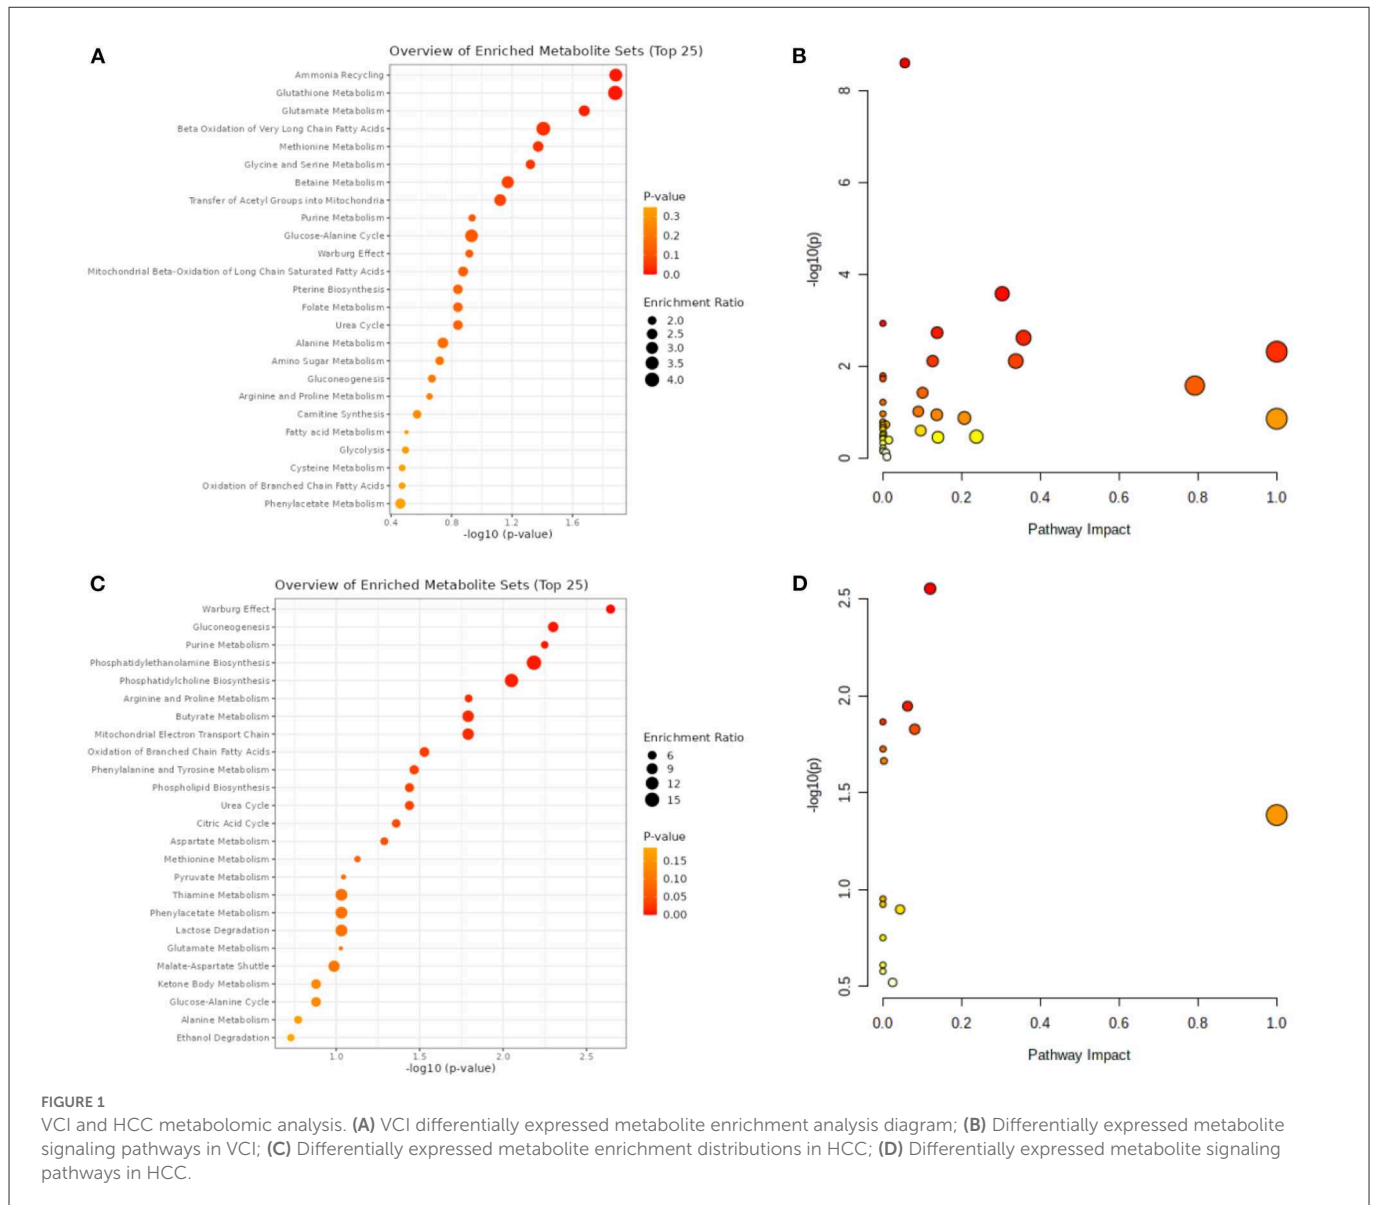 A
Overview of Enriched Metabolite Sets (Top 25)
Ammonia Recycling
Glutathione Metabolism
Glutamate Metabolism
Beta Oxidation of Very Long Chain Fatty Acids
Methionine Metabolism
Glycine and Serine Metabolism
Betaine Metabolism
Transfer of Acetyl Groups into Mitochondria
Purine Metabolism
Glucose-Alanine Cycle
Warburg Effect
Mitochondrial Beta-Oxidation of Long Chain Saturated Fatty Acids
Pterine Biosynthesis
Folate Metabolism
Urea Cycle
Alanine Metabolism
Amino Sugar Metabolism
Gluconeogenesis
Arginine and Proline Metabolism
Carnitine Synthesis
Fatty acid Metabolism
Glycolysis
Cysteine Metabolism
Oxidation of Branched Chain Fatty Acids
Phenylacetate Metabolism
0.4 0.8 1.2 1.6
-log10 (p-value)
P-value
0.3
0.2
0.1
0.0
Enrichment Ratio
2.0
2.5
3.0
3.5
4.0
B
8
6
4
2
0
-log10(p)
0.0 0.2 0.4 0.6 0.8 1.0
Pathway Impact
C
Overview of Enriched Metabolite Sets (Top 25)
Warburg Effect
Gluconeogenesis
Purine Metabolism
Phosphatidylethanolamine Biosynthesis
Phosphatidylcholine Biosynthesis
Arginine and Proline Metabolism
Butyrate Metabolism
Mitochondrial Electron Transport Chain
Oxidation of Branched Chain Fatty Acids
Phenylalanine and Tyrosine Metabolism
Phospholipid Biosynthesis
Urea Cycle
Citric Acid Cycle
Aspartate Metabolism
Methionine Metabolism
Pyruvate Metabolism
Thiamine Metabolism
Phenylacetate Metabolism
Lactose Degradation
Glutamate Metabolism
Malate-Aspartate Shuttle
Ketone Body Metabolism
Glucose-Alanine Cycle
Alanine Metabolism
Ethanol Degradation
1.0 1.5 2.0 2.5
-log10 (p-value)
Enrichment Ratio
6
9
12
15
P-value
0.15
0.10
0.05
0.00
D
2.5
2.0
1.5
1.0
0.5
-log10(p)
0.0 0.2 0.4 0.6 0.8 1.0
Pathway Impact
FIGURE 1
VCI and HCC metabolomic analysis. (A) VCI differentially expressed metabolite enrichment analysis diagram; (B) Differentially expressed metabolite
signaling pathways in VCI; (C) Differentially expressed metabolite enrichment distributions in HCC; (D) Differentially expressed metabolite signaling
pathways in HCC.